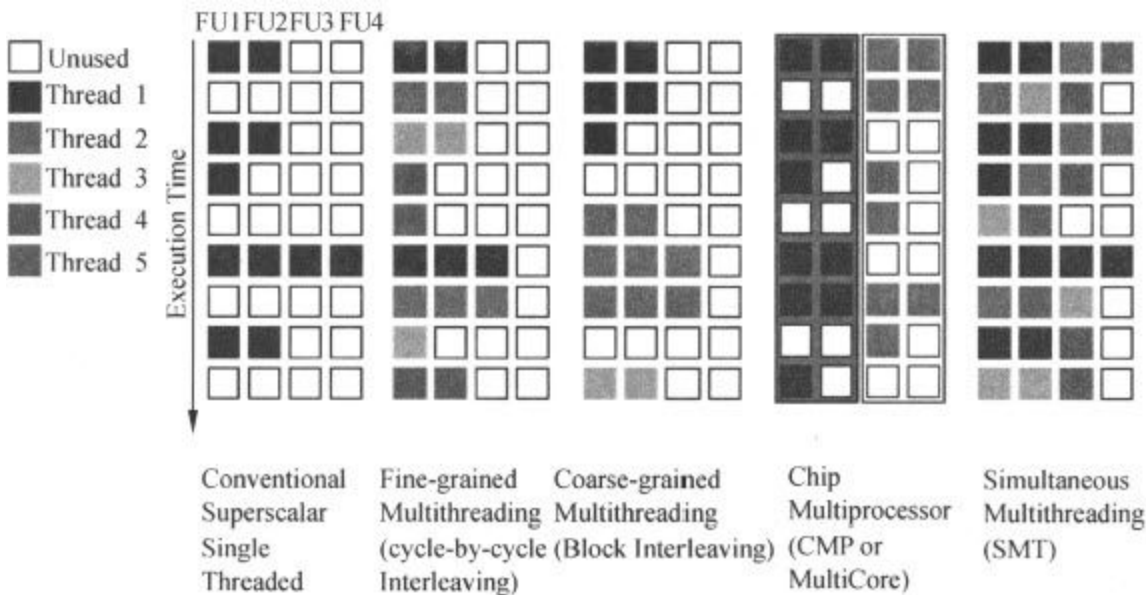 FU1 FU2 FU3 FU4
Unused
Thread 1
Thread 2
Thread 3
Thread 4
Thread 5
Execution Time
Conventional
Superscalar
Single
Threaded
Fine-grained
Multithreading
(cycle-by-cycle
Interleaving)
Coarse-grained
Multithreading
(Block Interleaving)
Chip
Multiprocessor
(CMP or
MultiCore)
Simultaneous
Multithreading
(SMT)